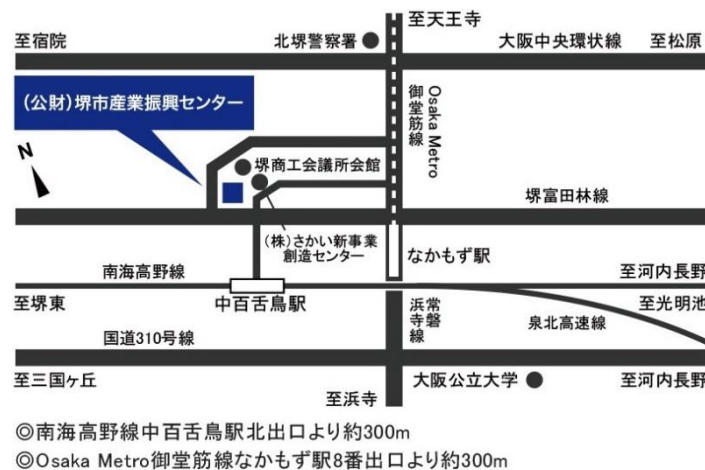 至天王寺
至宿院
北堺警察署
大阪中央環状線
至松原
(公財)堺市産業振興センター
御堂筋線
Osaka Metro
N
堺商工会議所会館
堺富田林線
(株)さかい新事業
創造センター
なかもず駅
南海高野線
至河内長野
至堺東
中百舌鳥駅
常磐
浜寺線
至光明池
泉北高速線
国道310号線
至三国ヶ丘
大阪公立大学
至河内長野
至浜寺
◎南海高野線中百舌鳥駅北出口より約300m
◎Osaka Metro御堂筋線なかもず駅8番出口より約300m